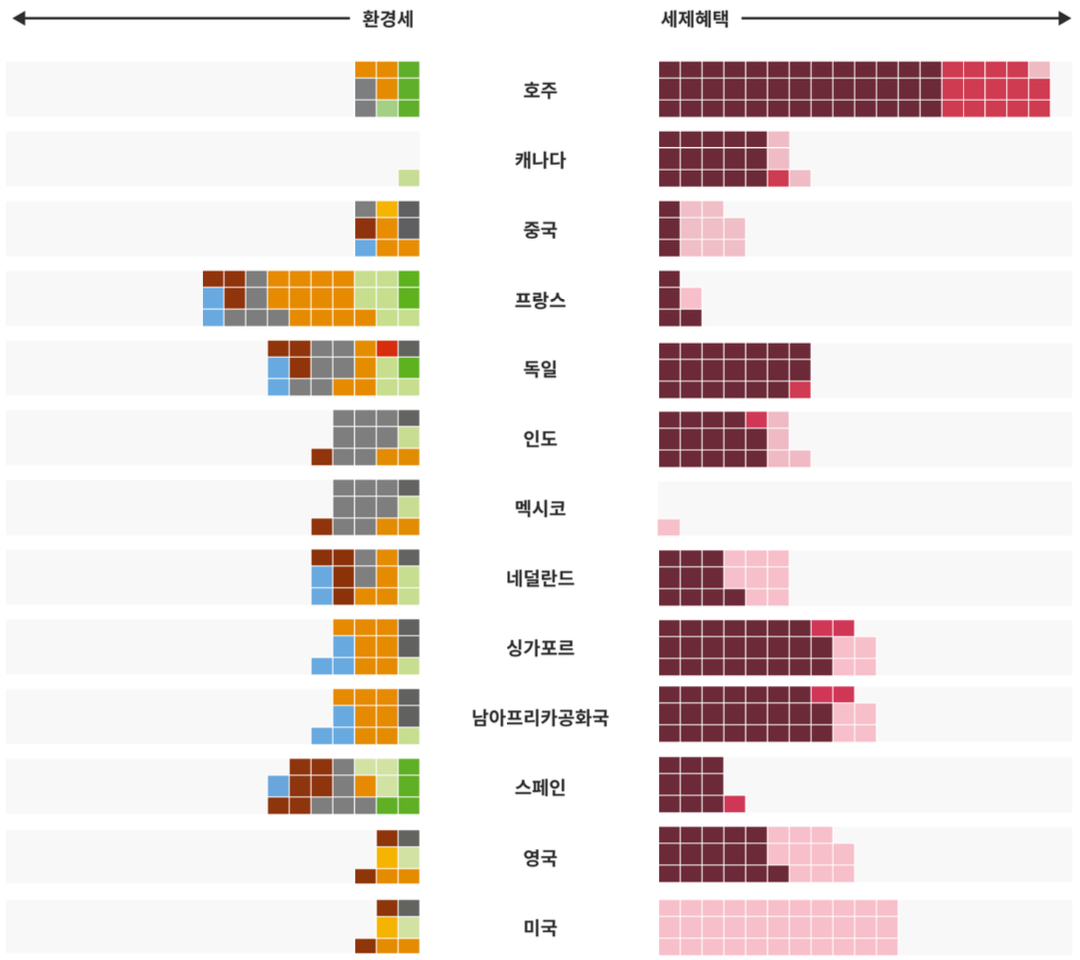 환경세
세제혜택
호주
캐나다
중국
프랑스
독일
인도
멕시코
네덜란드
싱가포르
남아프리카공화국
스페인
영국
미국